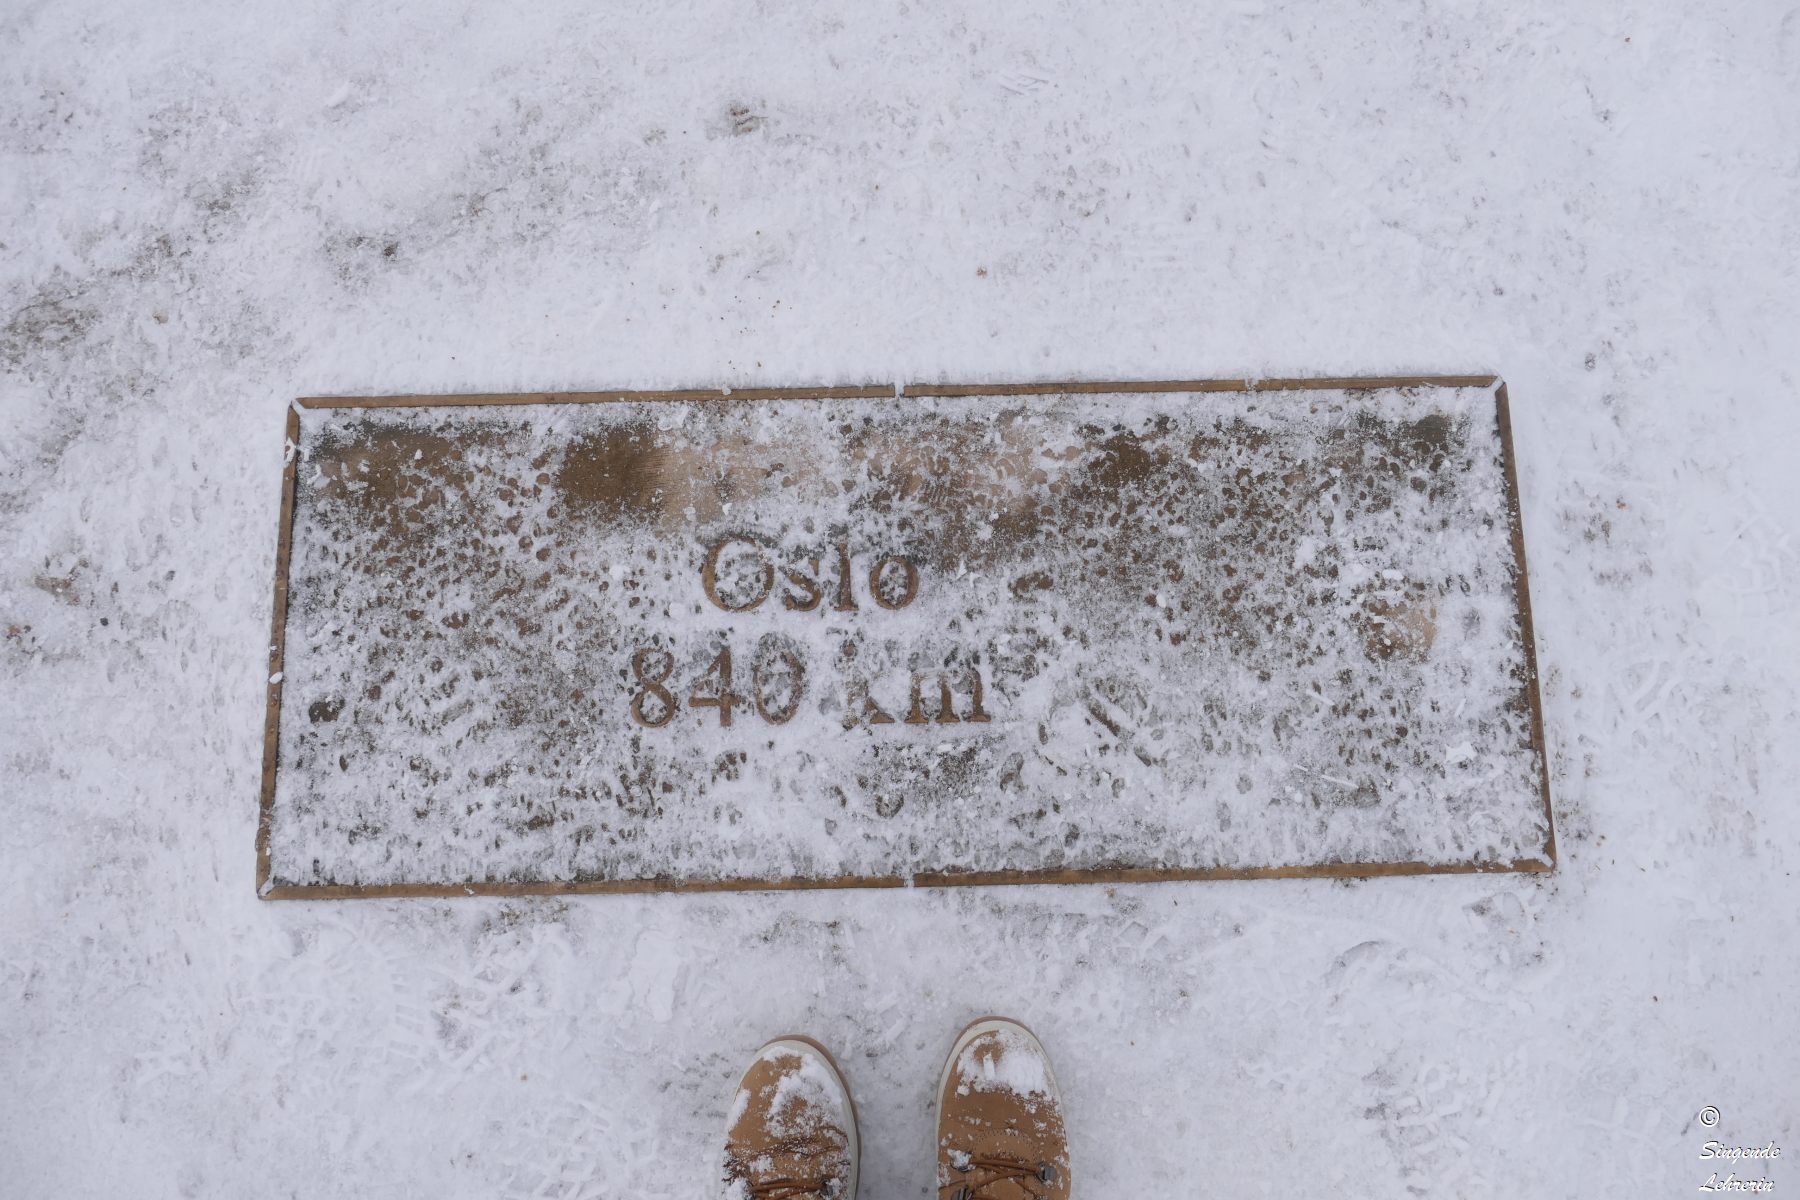 Oslo
840 km
©
Singende
Lehrerin